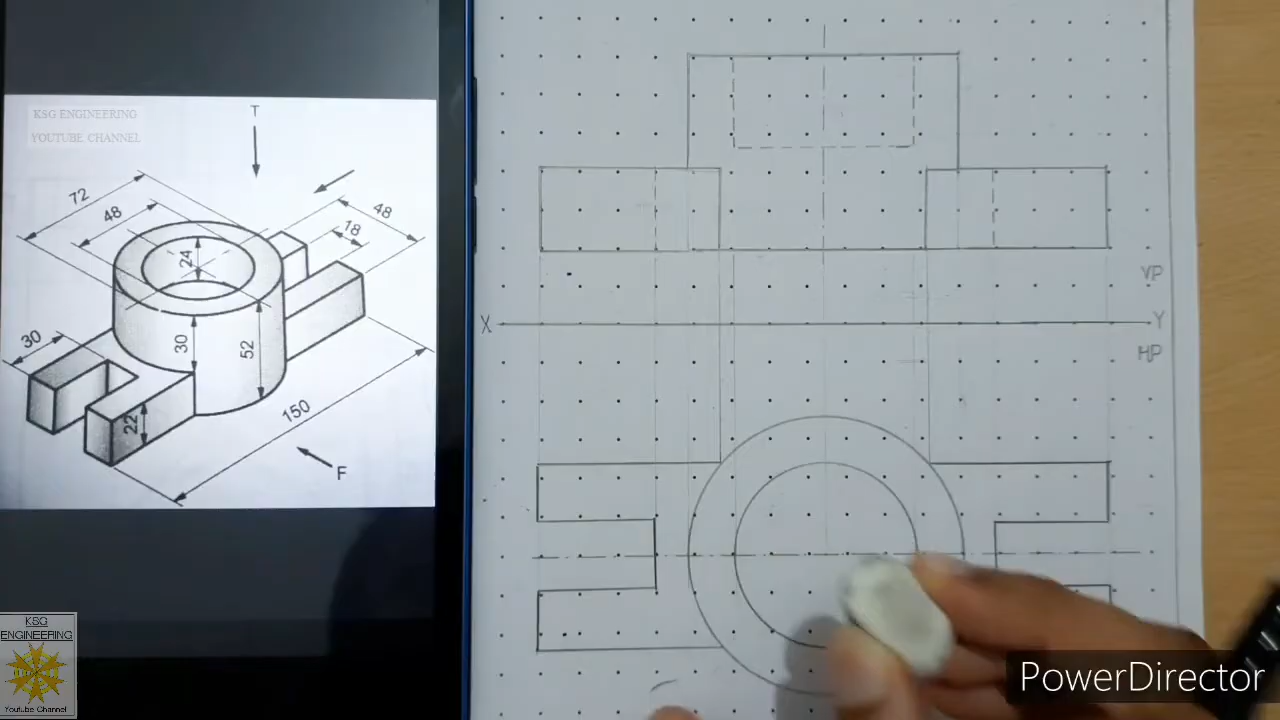 KSG ENGINEERING
YOUTUBE CHANNEL
T
72
48
48
18
24
30
30
52
22
150
F
X
Y
VP
HP
KSG
ENGINEERING
Youtube Channel
PowerDirector